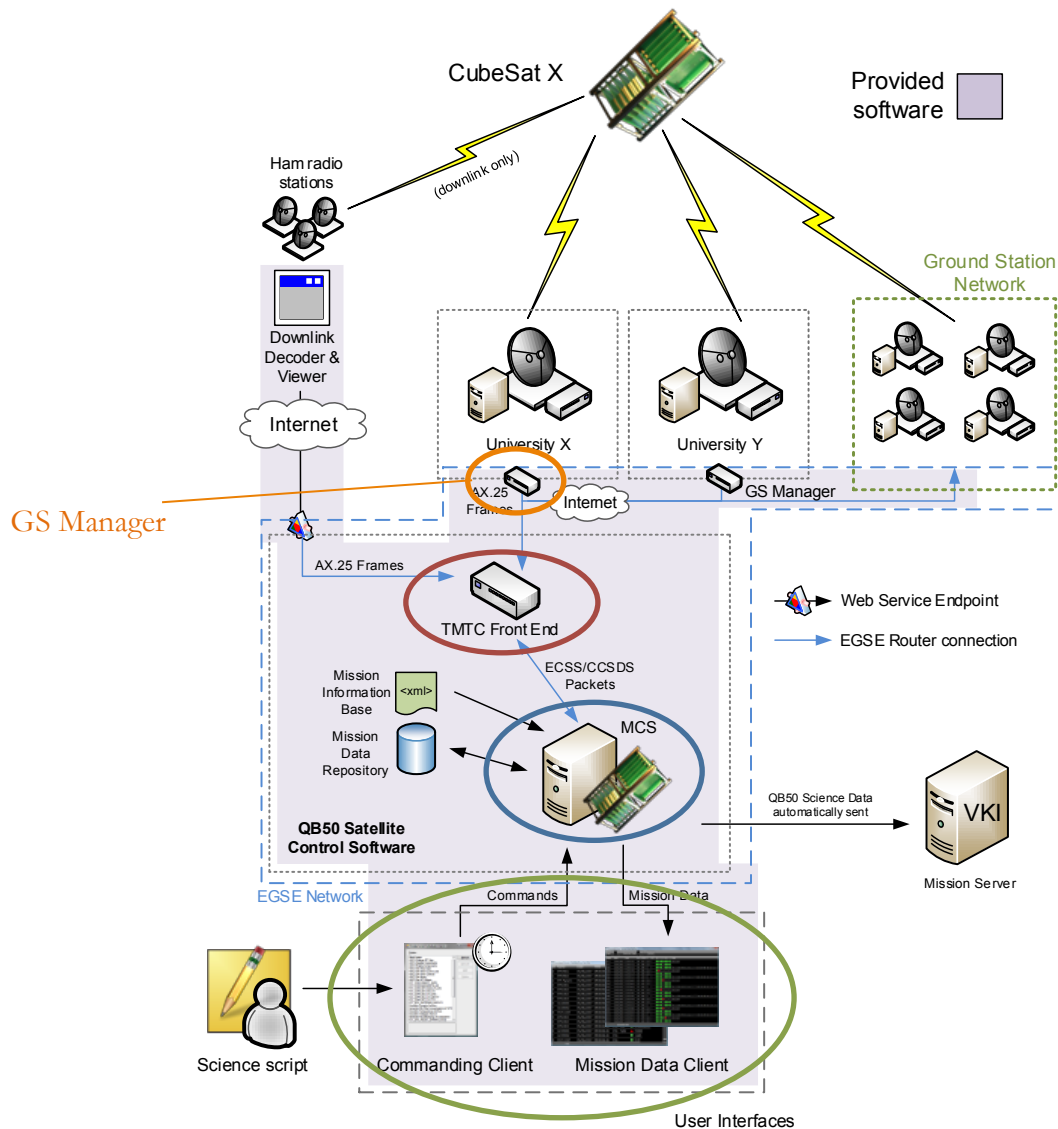 CubeSat X
Provided
software
Ham radio
stations
(downlink only)
Ground Station
Network
Downlink
Decoder &
Viewer
Internet
University X
University Y
GS Manager
AX.25
Frames
Internet
GS Manager
AX.25 Frames
TMTC Front End
Web Service Endpoint
EGSE Router connection
ECSS/CCSDS
Packets
Mission
Information
Base
<xml>
MCS
Mission
Data
Repository
QB50 Science Data
automatically sent
VKI
Mission Server
QB50 Satellite
Control Software
EGSE Network
Commands
Mission Data
Science script
Commanding Client
Mission Data Client
User Interfaces